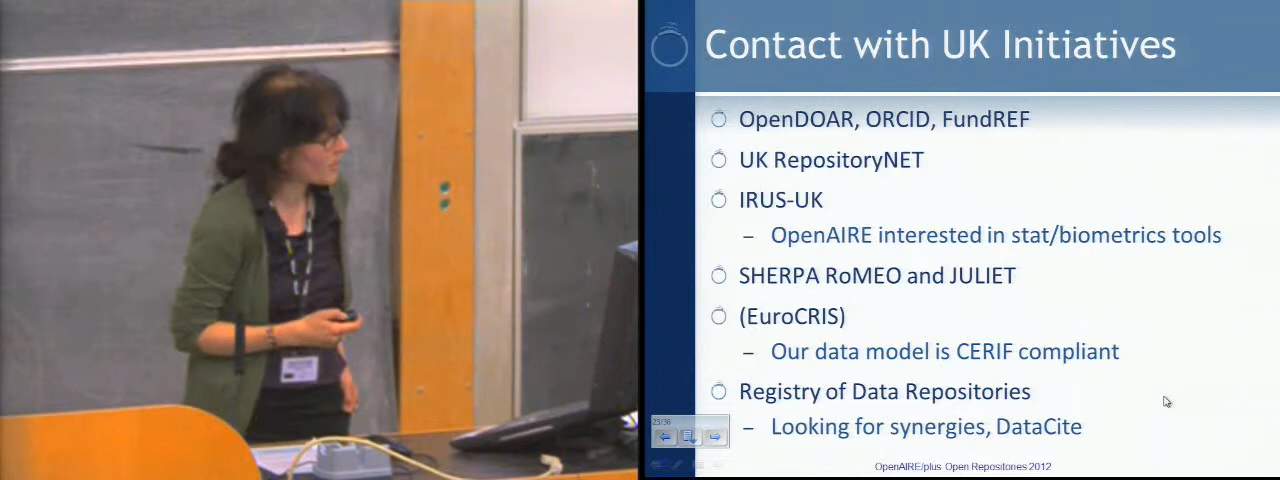 Contact with UK Initiatives
OpenDOAR, ORCID, FundREF
UK RepositoryNET
IRUS-UK
– OpenAIRE interested in stat/biometrics tools
SHERPA RoMEO and JULIET
(EuroCRIS)
– Our data model is CERIF compliant
Registry of Data Repositories
– Looking for synergies, DataCite
23/36
OpenAIRE/plus Open Repositories 2012